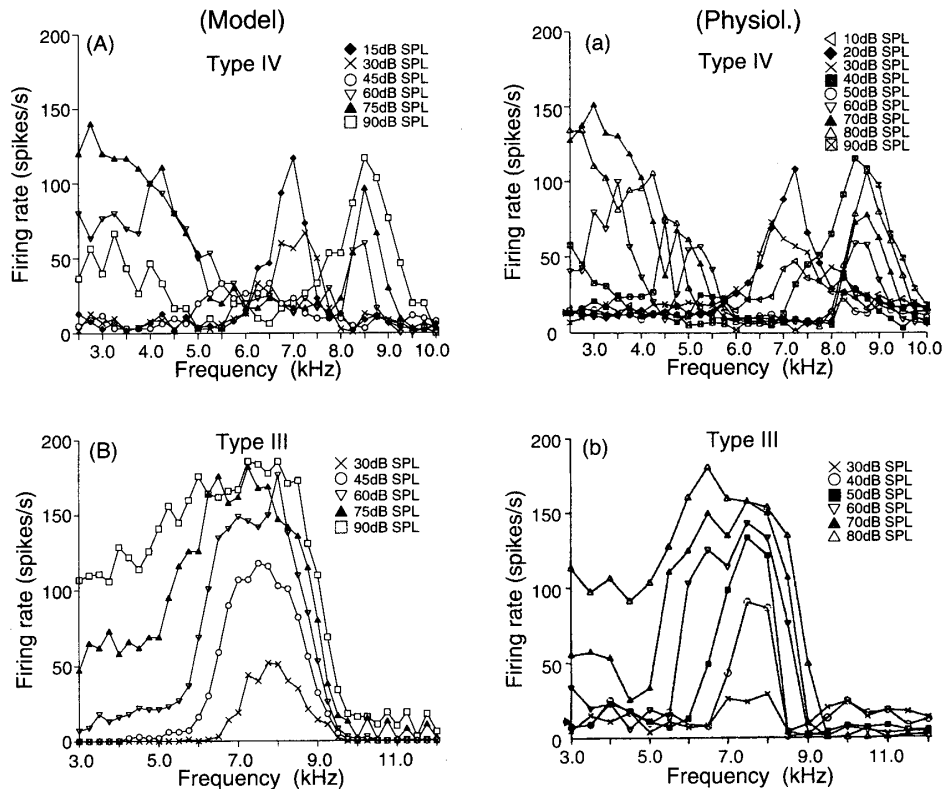 (Model)
(A)
Type IV
15dB SPL
30dB SPL
45dB SPL
60dB SPL
75dB SPL
90dB SPL
Firing rate (spikes/s)
200
150
100
50
0
3.0 4.0 5.0 6.0 7.0 8.0 9.0 10.0
Frequency (kHz)
(Physiol.)
(a)
Type IV
10dB SPL
20dB SPL
30dB SPL
40dB SPL
50dB SPL
60dB SPL
70dB SPL
80dB SPL
90dB SPL
Firing rate (spikes/s)
200
150
100
50
0
3.0 4.0 5.0 6.0 7.0 8.0 9.0 10.0
Frequency (kHz)
(B)
Type III
30dB SPL
45dB SPL
60dB SPL
75dB SPL
90dB SPL
Firing rate (spikes/s)
200
150
100
50
0
3.0 5.0 7.0 9.0 11.0
Frequency (kHz)
(b)
Type III
30dB SPL
40dB SPL
50dB SPL
60dB SPL
70dB SPL
80dB SPL
Firing rate (spikes/s)
200
150
100
50
0
3.0 5.0 7.0 9.0 11.0
Frequency (kHz)